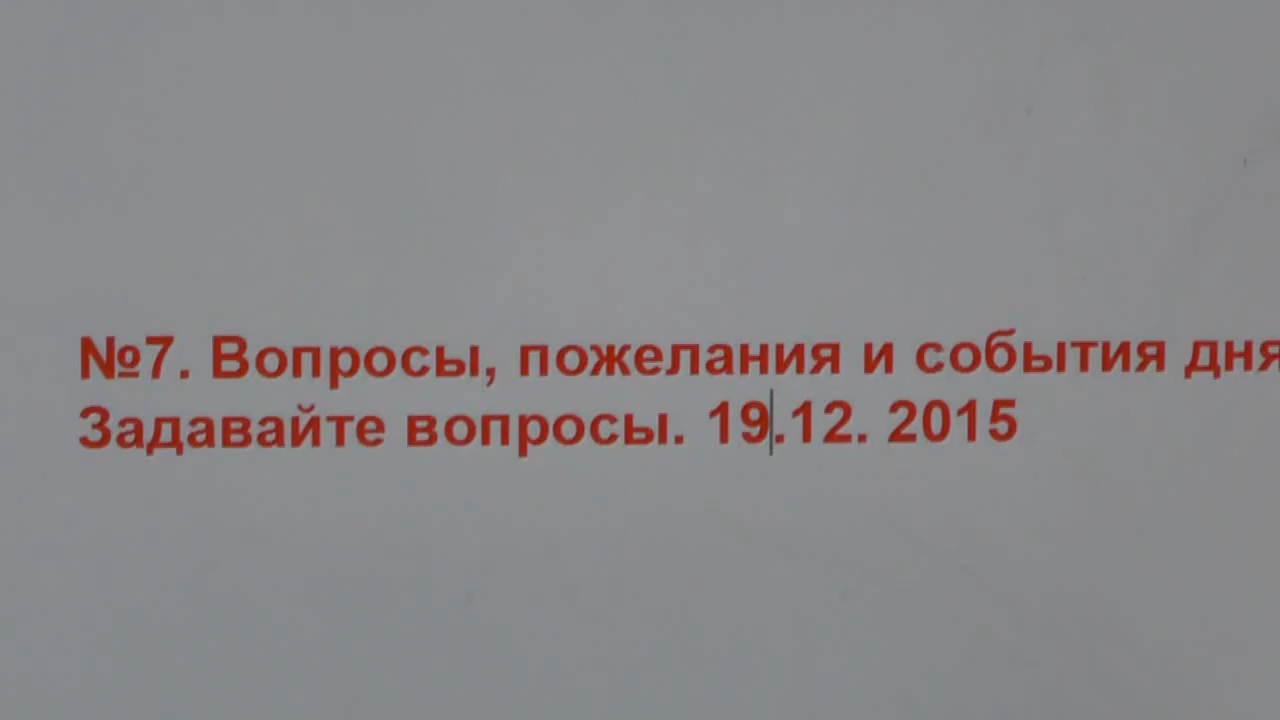 №7. Вопросы, пожелания и события дня
Задавайте вопросы. 19.12. 2015